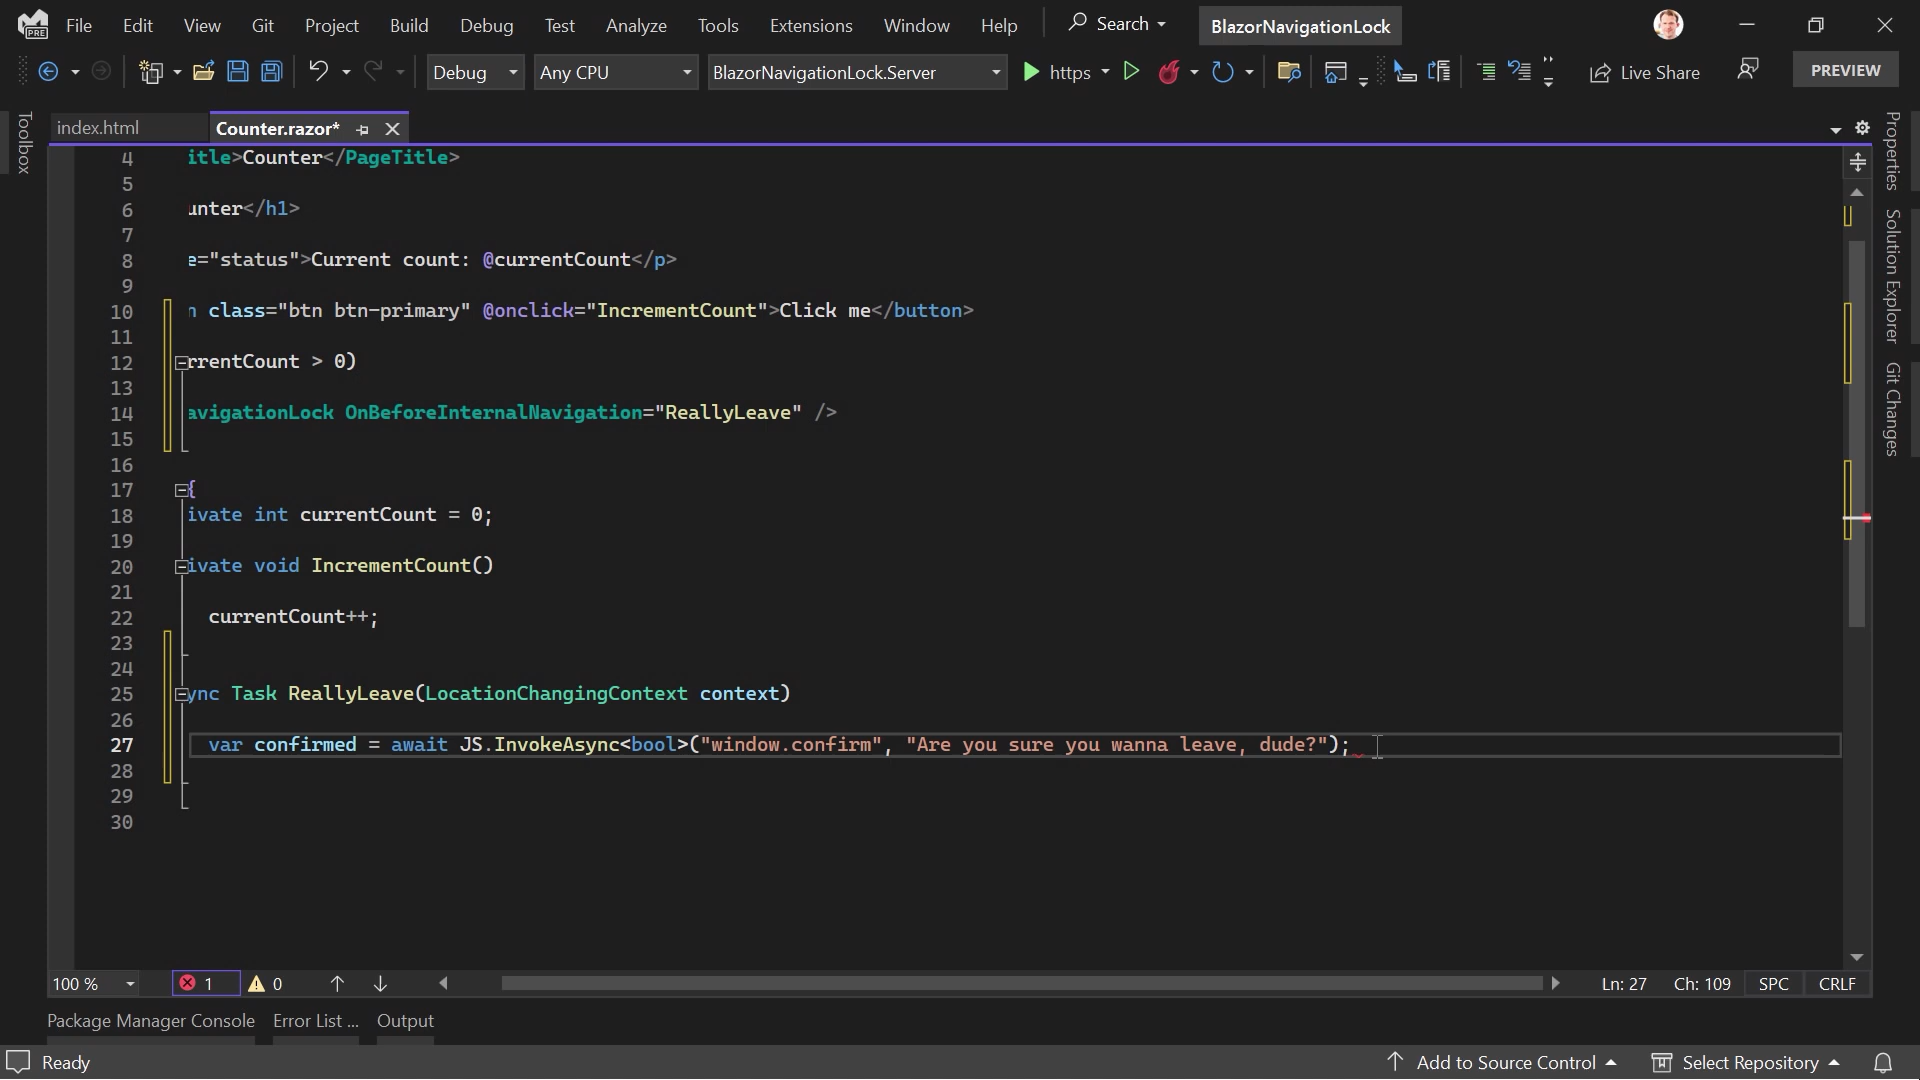 PRE
File Edit View Git Project Build Debug Test Analyze Tools Extensions Window Help Search BlazorNavigationLock
Debug Any CPU BlazorNavigationLock.Server https Live Share PREVIEW
Toolbox
index.html Counter.razor*
Properties
Solution Explorer
Git Changes
4 itle>Counter</PageTitle>
5
6 unter</h1>
7
8 e="status">Current count: @currentCount</p>
9
10 n class="btn btn-primary" @onclick="IncrementCount">Click me</button>
11
12 rrentCount > 0)
13
14 avigationLock OnBeforeInternalNavigation="ReallyLeave" />
15
16
17 {
18 ivate int currentCount = 0;
19
20 ivate void IncrementCount()
21
22 currentCount++;
23
24
25 ync Task ReallyLeave(LocationChangingContext context)
26
27 var confirmed = await JS.InvokeAsync<bool>("window.confirm", "Are you sure you wanna leave, dude?");
28
29
30
100 % 1 0 Ln: 27 Ch: 109 SPC CRLF
Package Manager Console Error List ... Output
Ready Add to Source Control Select Repository